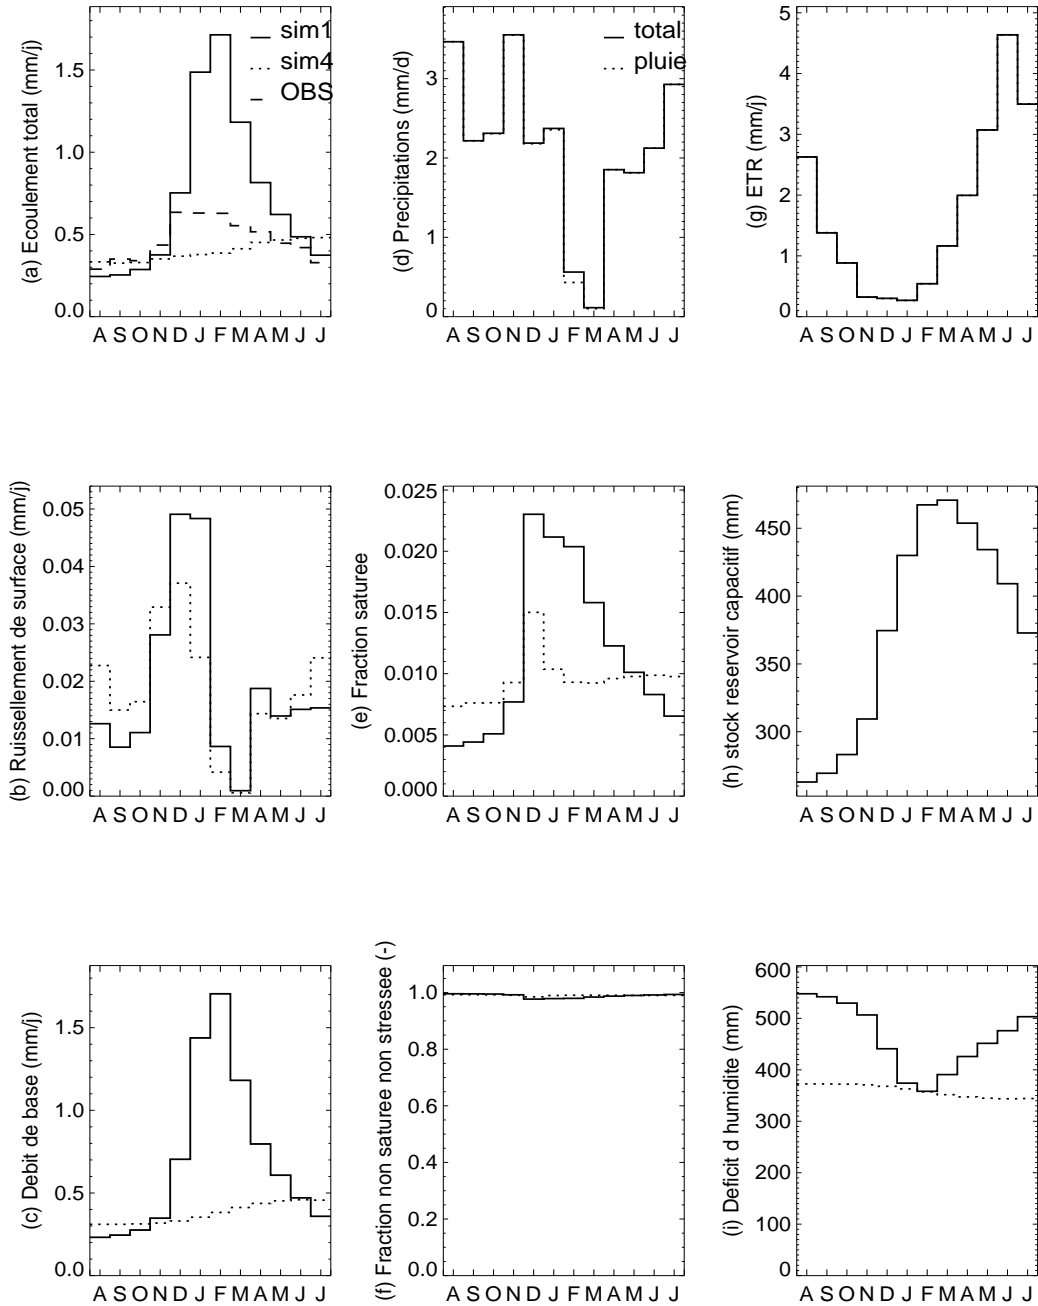 (a) Ecoulement total (mm/j)
1.5
1.0
0.5
0.0
sim1
sim4
OBS
A S O N D J F M A M J J
(d) Precipitations (mm/d)
3
2
1
0
total
pluie
A S O N D J F M A M J J
(g) ETR (mm/j)
5
4
3
2
1
0
A S O N D J F M A M J J
(b) Ruissellement de surface (mm/j)
0.05
0.04
0.03
0.02
0.01
0.00
A S O N D J F M A M J J
(e) Fraction saturee
0.025
0.020
0.015
0.010
0.005
0.000
A S O N D J F M A M J J
(h) stock reservoir capacitif (mm)
450
400
350
300
A S O N D J F M A M J J
(c) Debit de base (mm/j)
1.5
1.0
0.5
0.0
A S O N D J F M A M J J
(f) Fraction non saturee non stressee (-)
1.0
0.8
0.6
0.4
0.2
0.0
A S O N D J F M A M J J
(i) Deficit d humidite (mm)
600
500
400
300
200
100
0
A S O N D J F M A M J J